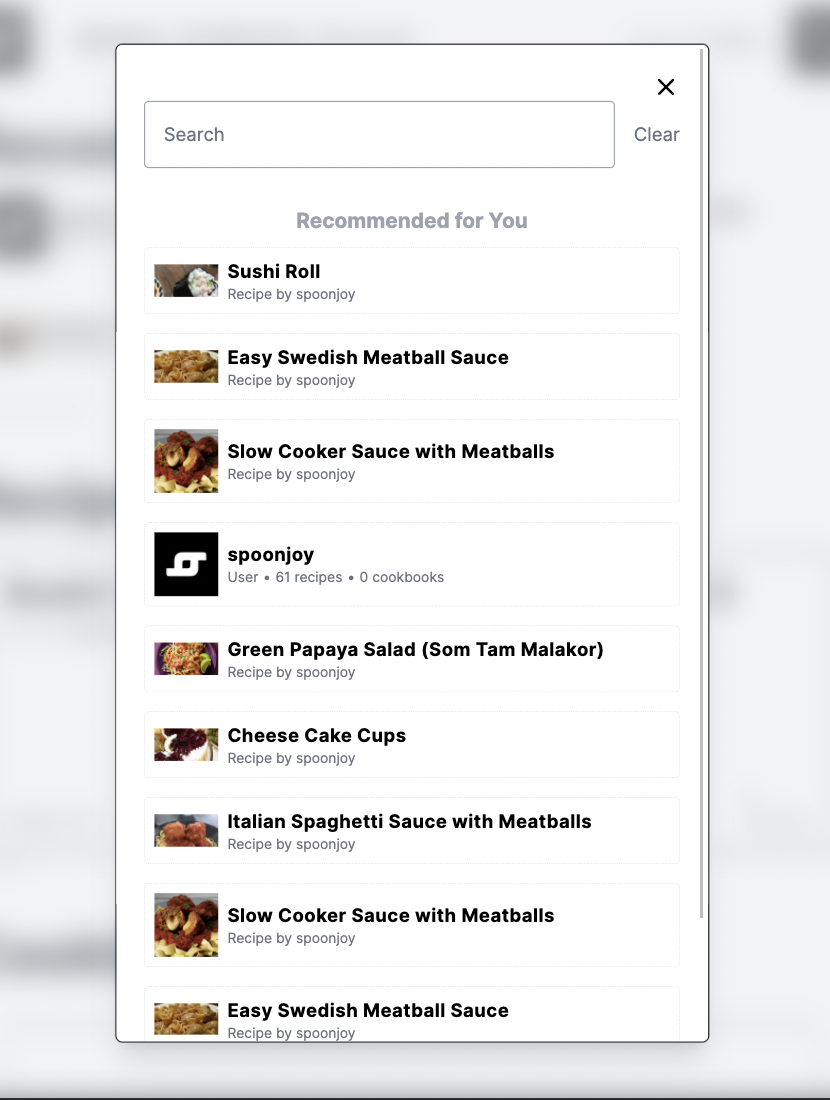 Search
Clear
Recommended for You
Sushi Roll
Recipe by spoonjoy
Easy Swedish Meatball Sauce
Recipe by spoonjoy
Slow Cooker Sauce with Meatballs
Recipe by spoonjoy
spoonjoy
User • 61 recipes • 0 cookbooks
Green Papaya Salad (Som Tam Malakor)
Recipe by spoonjoy
Cheese Cake Cups
Recipe by spoonjoy
Italian Spaghetti Sauce with Meatballs
Recipe by spoonjoy
Slow Cooker Sauce with Meatballs
Recipe by spoonjoy
Easy Swedish Meatball Sauce
Recipe by spoonjoy